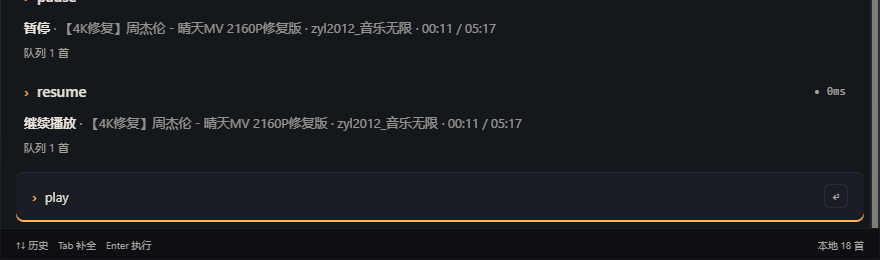 › pause
暂停 · 【4K修复】周杰伦 - 晴天MV 2160P修复版 · zyl2012_音乐无限 · 00:11 / 05:17
队列 1 首
› resume
• 0ms
继续播放 · 【4K修复】周杰伦 - 晴天MV 2160P修复版 · zyl2012_音乐无限 · 00:11 / 05:17
队列 1 首
› play
↑↓ 历史 Tab 补全 Enter 执行
本地 18 首